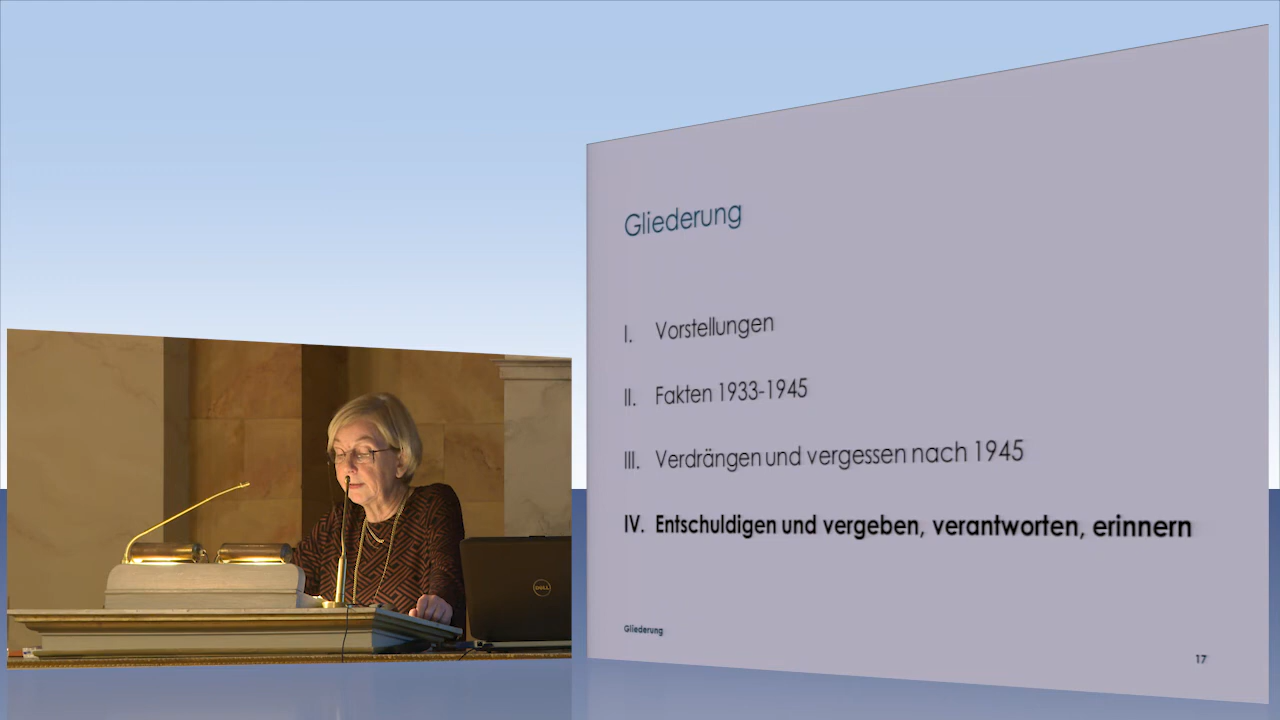 Gliederung
I. Vorstellungen
II. Fakten 1933-1945
III. Verdrängen und vergessen nach 1945
IV. Entschuldigen und vergeben, verantworten, erinnern
Gliederung
17
DELL